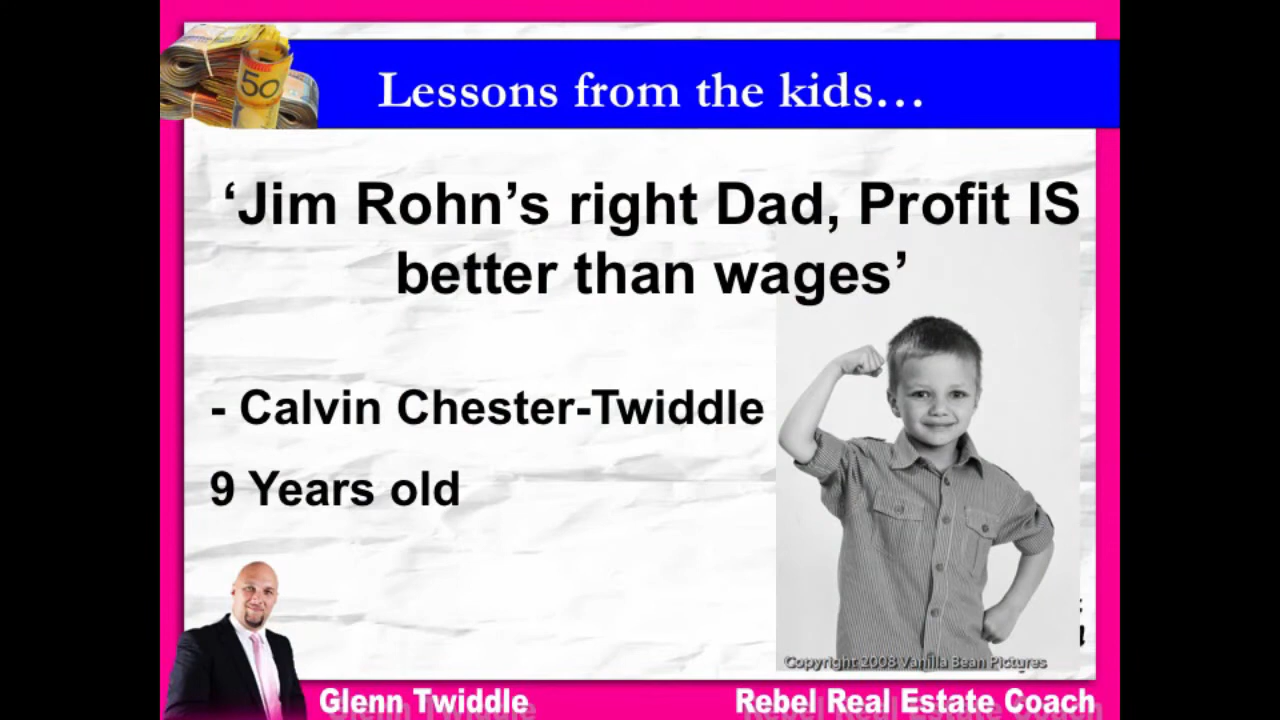 50
Lessons from the kids...
‘Jim Rohn’s right Dad, Profit IS
better than wages’
- Calvin Chester-Twiddle
9 Years old
Copyright 2008 Vanilla Bean Pictures
Glenn Twiddle
Rebel Real Estate Coach